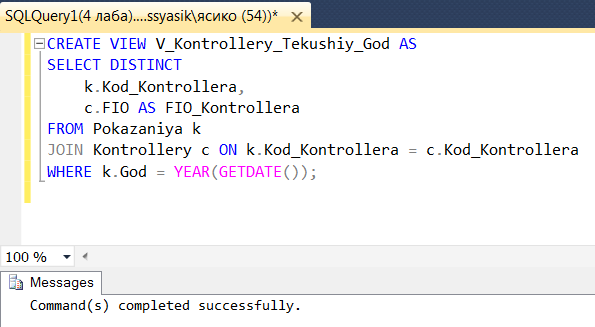 SQLQuery1(4 лаба)....ssyasik\ясико (54))*
CREATE VIEW V_Kontrollery_Tekushiy_God AS
SELECT DISTINCT
k.Kod_Kontrollera,
c.FIO AS FIO_Kontrollera
FROM Pokazaniya k
JOIN Kontrollery c ON k.Kod_Kontrollera = c.Kod_Kontrollera
WHERE k.God = YEAR(GETDATE());
100 %
Messages
Command(s) completed successfully.